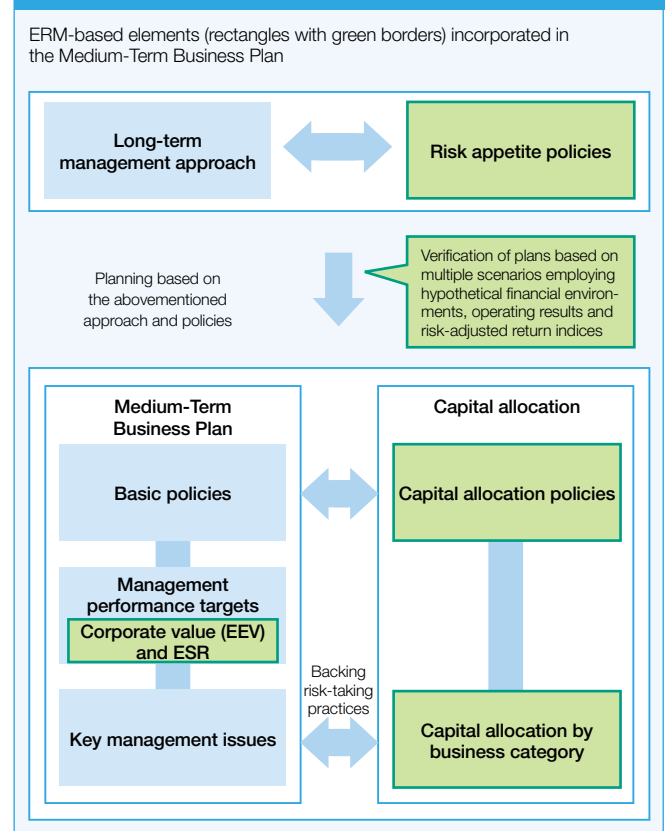 ERM-based elements (rectangles with green borders) incorporated in
the Medium-Term Business Plan
Long-term
management approach
Risk appetite policies
Planning based on
the abovementioned
approach and policies
Verification of plans based on
multiple scenarios employing
hypothetical financial environ-
ments, operating results and
risk-adjusted return indices
Medium-Term
Business Plan
Capital allocation
Basic policies
Capital allocation policies
Management
performance targets
Corporate value (EEV)
and ESR
Backing
risk-taking
practices
Key management issues
Capital allocation by
business category